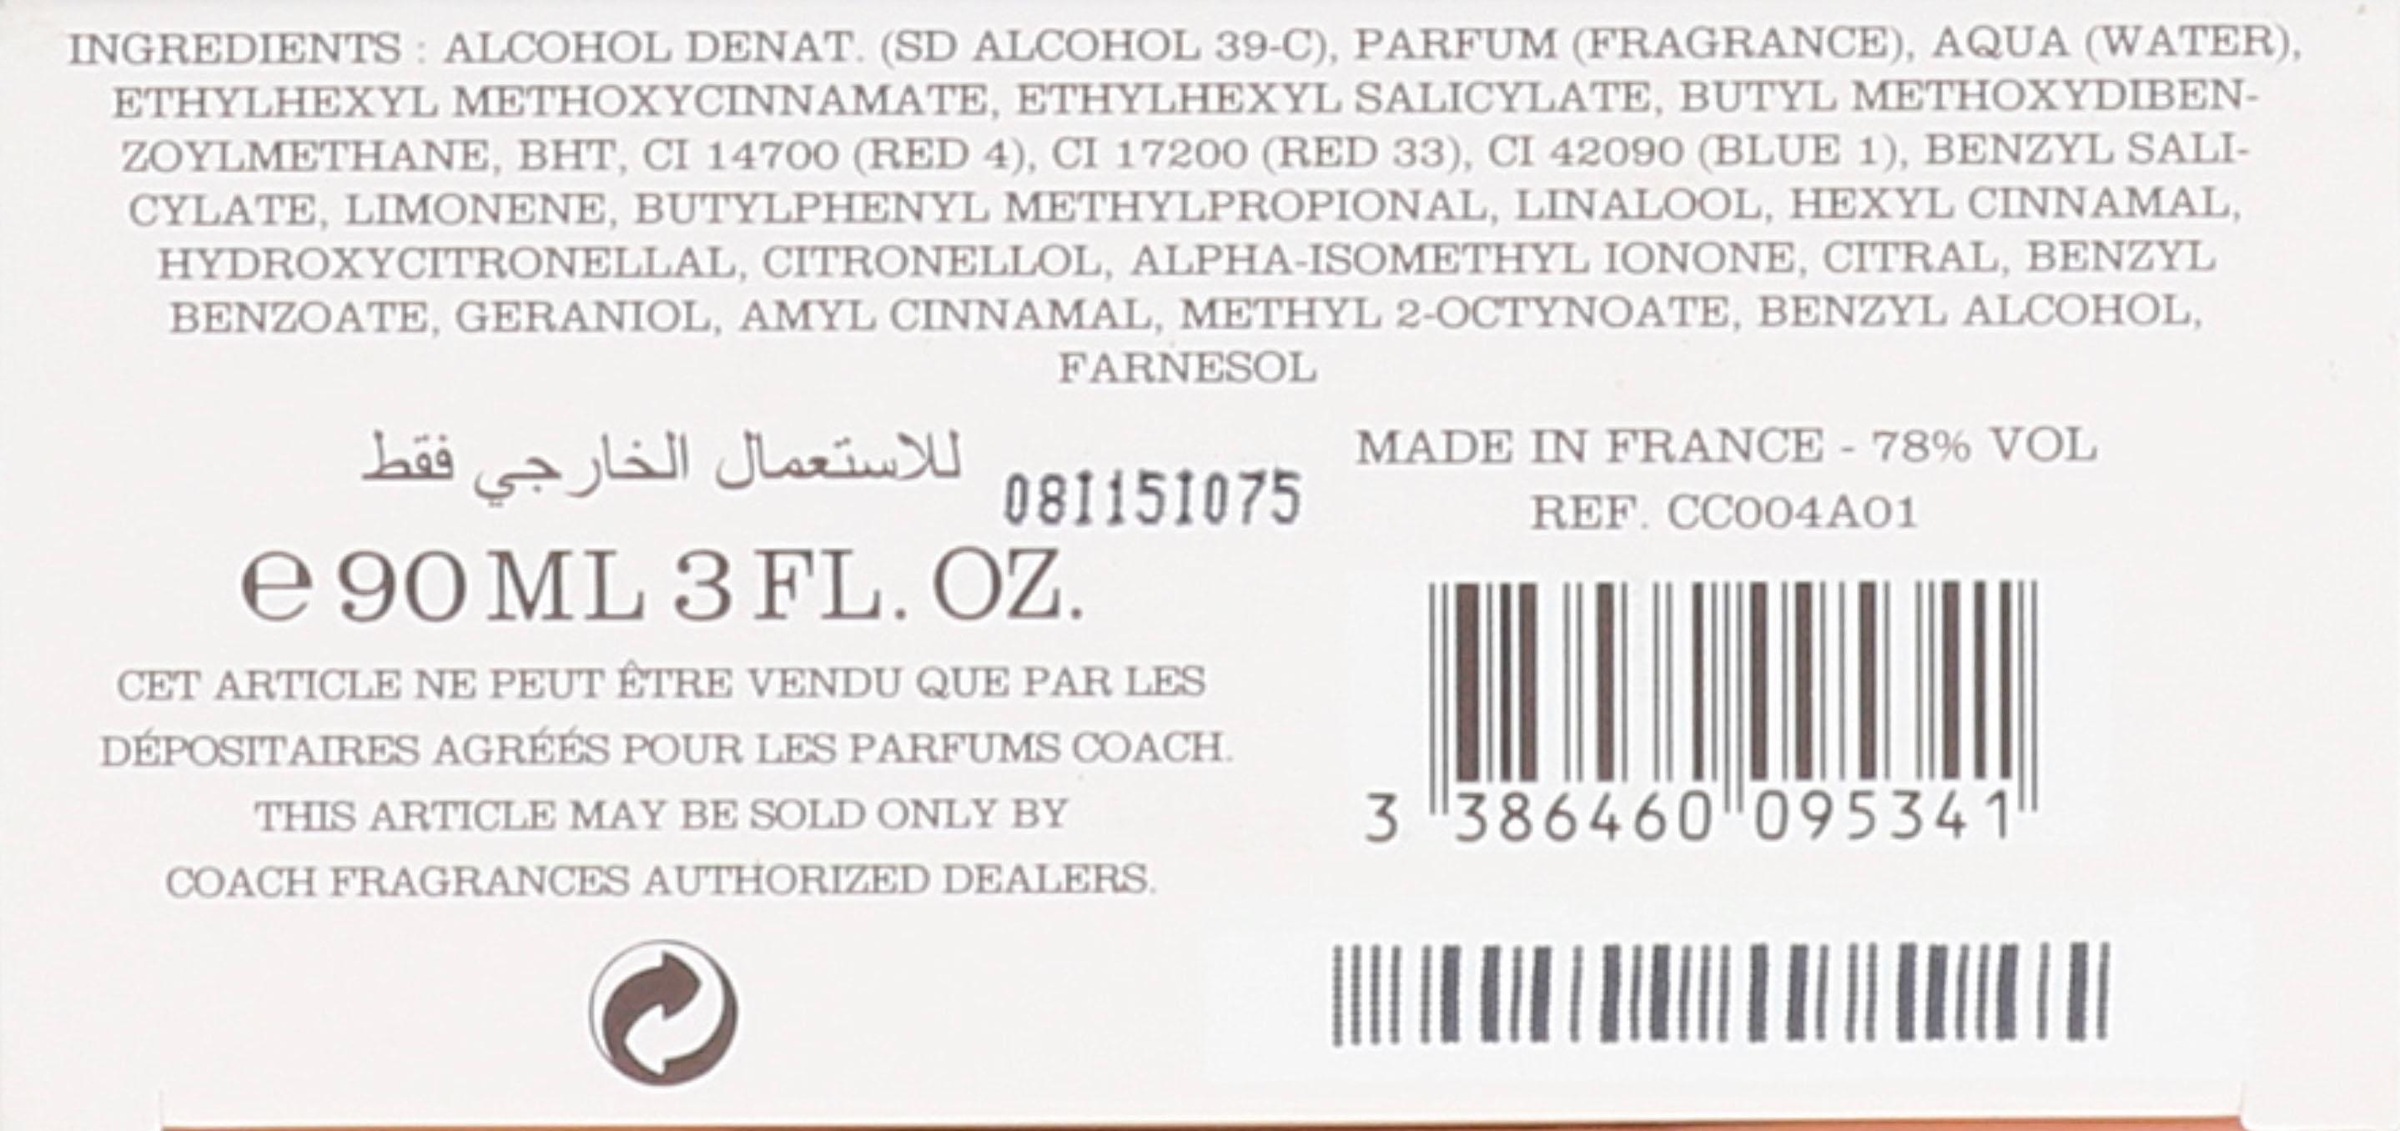 INGREDIENTS : ALCOHOL DENAT. (SD ALCOHOL 39-C), PARFUM (FRAGRANCE), AQUA (WATER),
ETHYLHEXYL METHOXYCINNAMATE, ETHYLHEXYL SALICYLATE, BUTYL METHOXYDIBEN-
ZOYLMETHANE, BHT, CI 14700 (RED 4), CI 17200 (RED 33), CI 42090 (BLUE 1), BENZYL SALI-
CYLATE, LIMONENE, BUTYLPHENYL METHYLPROPIONAL, LINALOOL, HEXYL CINNAMAL,
HYDROXYCITRONELLAL, CITRONELLOL, ALPHA-ISOMETHYL IONONE, CITRAL, BENZYL
BENZOATE, GERANIOL, AMYL CINNAMAL, METHYL 2-OCTYNOATE, BENZYL ALCOHOL,
FARNESOL
للاستعمال الخارجي فقط
081151075
℮ 90 ML 3 FL. OZ.
CET ARTICLE NE PEUT ÊTRE VENDU QUE PAR LES
DÉPOSITAIRES AGRÉÉS POUR LES PARFUMS COACH.
THIS ARTICLE MAY BE SOLD ONLY BY
COACH FRAGRANCES AUTHORIZED DEALERS.
MADE IN FRANCE - 78% VOL
REF. CC004A01
3 386460 095341